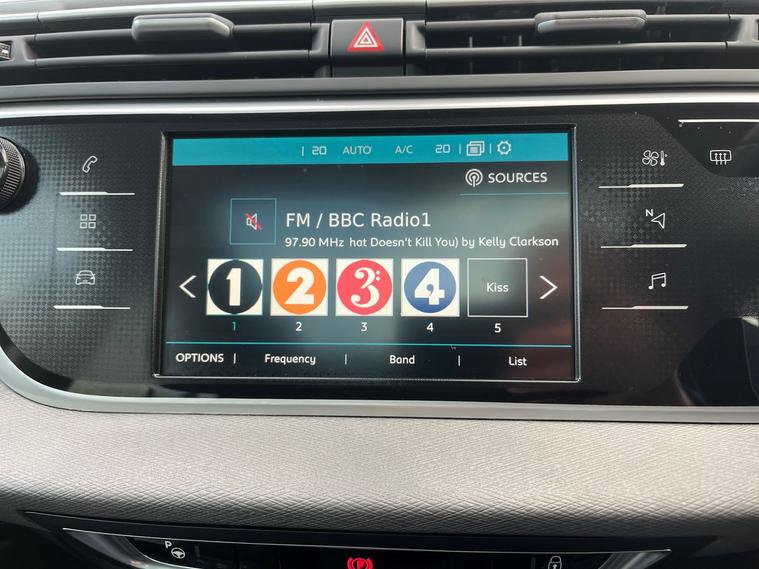 20 AUTO A/C 20
SOURCES
FM / BBC Radio1
97.90 MHz hat Doesn't Kill You) by Kelly Clarkson
1 2 3: 4 Kiss
1 2 3 4 5
OPTIONS Frequency Band List
N
P
P